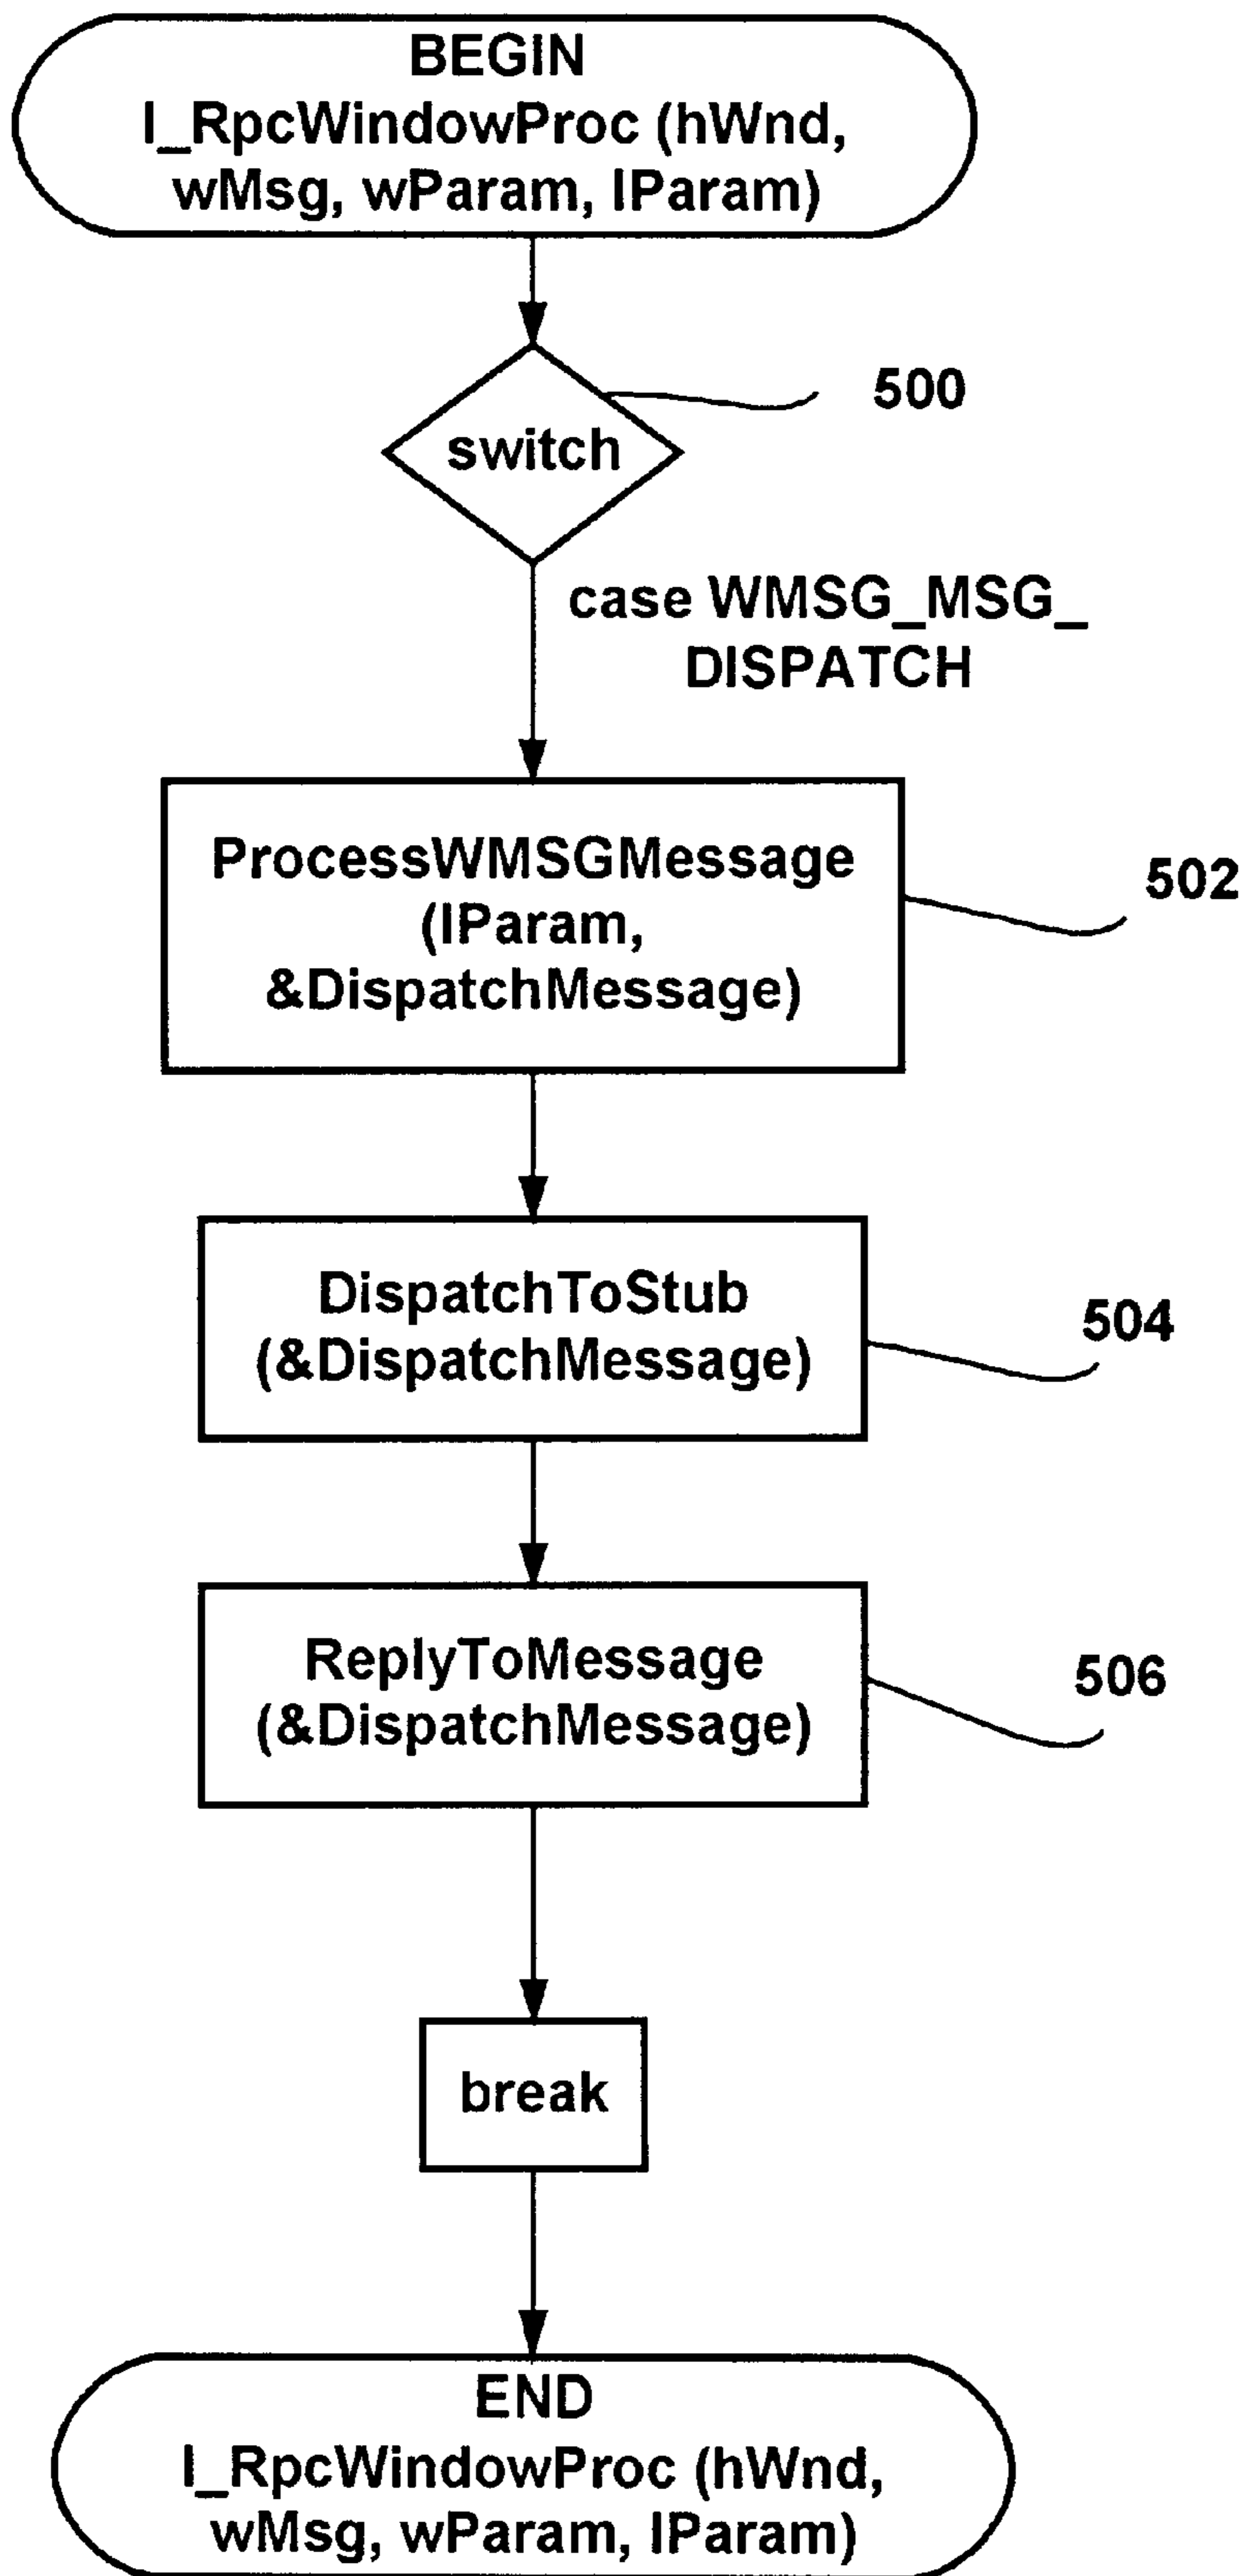 BEGIN
I_RpcWindowProc (hWnd,
wMsg, wParam, lParam)
500
switch
case WMSG_MSG_
DISPATCH
ProcessWMSGMessage
(lParam,
&DispatchMessage)
502
DispatchToStub
(&DispatchMessage)
504
ReplyToMessage
(&DispatchMessage)
506
break
END
I_RpcWindowProc (hWnd,
wMsg, wParam, lParam)